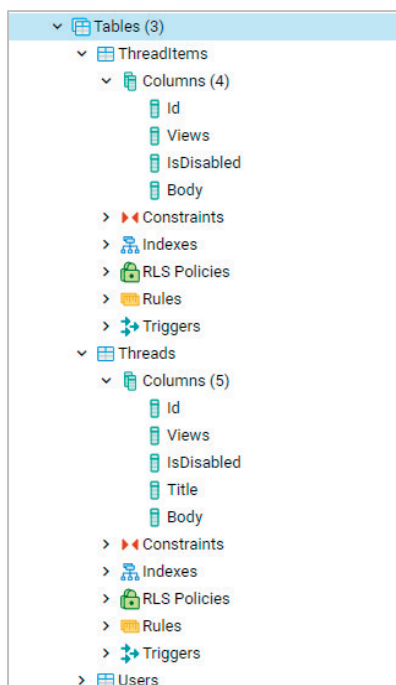 Tables (3)
ThreadItems
Columns (4)
Id
Views
IsDisabled
Body
Constraints
Indexes
RLS Policies
Rules
Triggers
Threads
Columns (5)
Id
Views
IsDisabled
Title
Body
Constraints
Indexes
RLS Policies
Rules
Triggers
Users